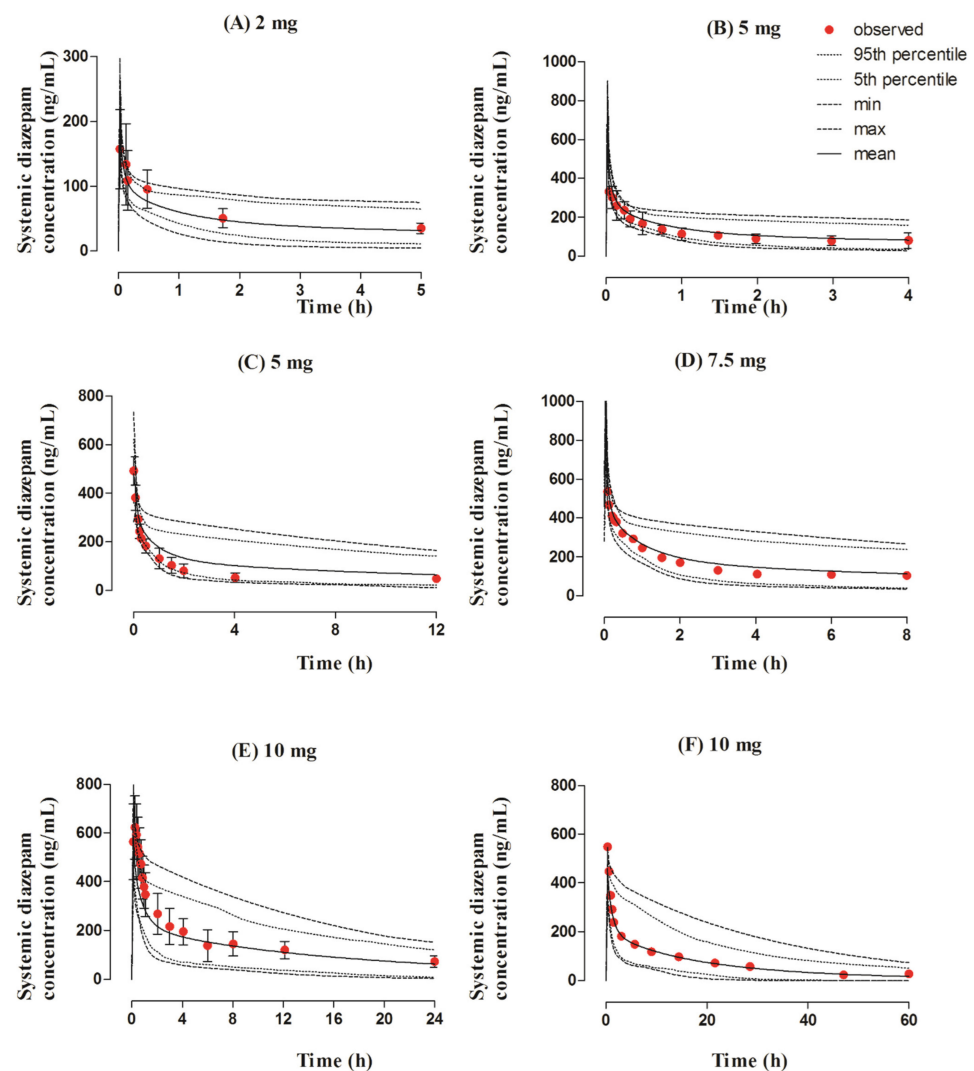 (A) 2 mg
Systemic diazepam
concentration (ng/mL)
300
200
100
0
0 1 2 3 4 5
Time (h)
(B) 5 mg
Systemic diazepam
concentration (ng/mL)
1000
800
600
400
200
0
0 1 2 3 4
Time (h)
observed
95th percentile
5th percentile
min
max
mean
(C) 5 mg
Systemic diazepam
concentration (ng/mL)
800
600
400
200
0
0 4 8 12
Time (h)
(D) 7.5 mg
Systemic diazepam
concentration (ng/mL)
1000
800
600
400
200
0
0 2 4 6 8
Time (h)
(E) 10 mg
Systemic diazepam
concentration (ng/mL)
800
600
400
200
0
0 4 8 12 16 20 24
Time (h)
(F) 10 mg
Systemic diazepam
concentration (ng/mL)
800
600
400
200
0
0 20 40 60
Time (h)